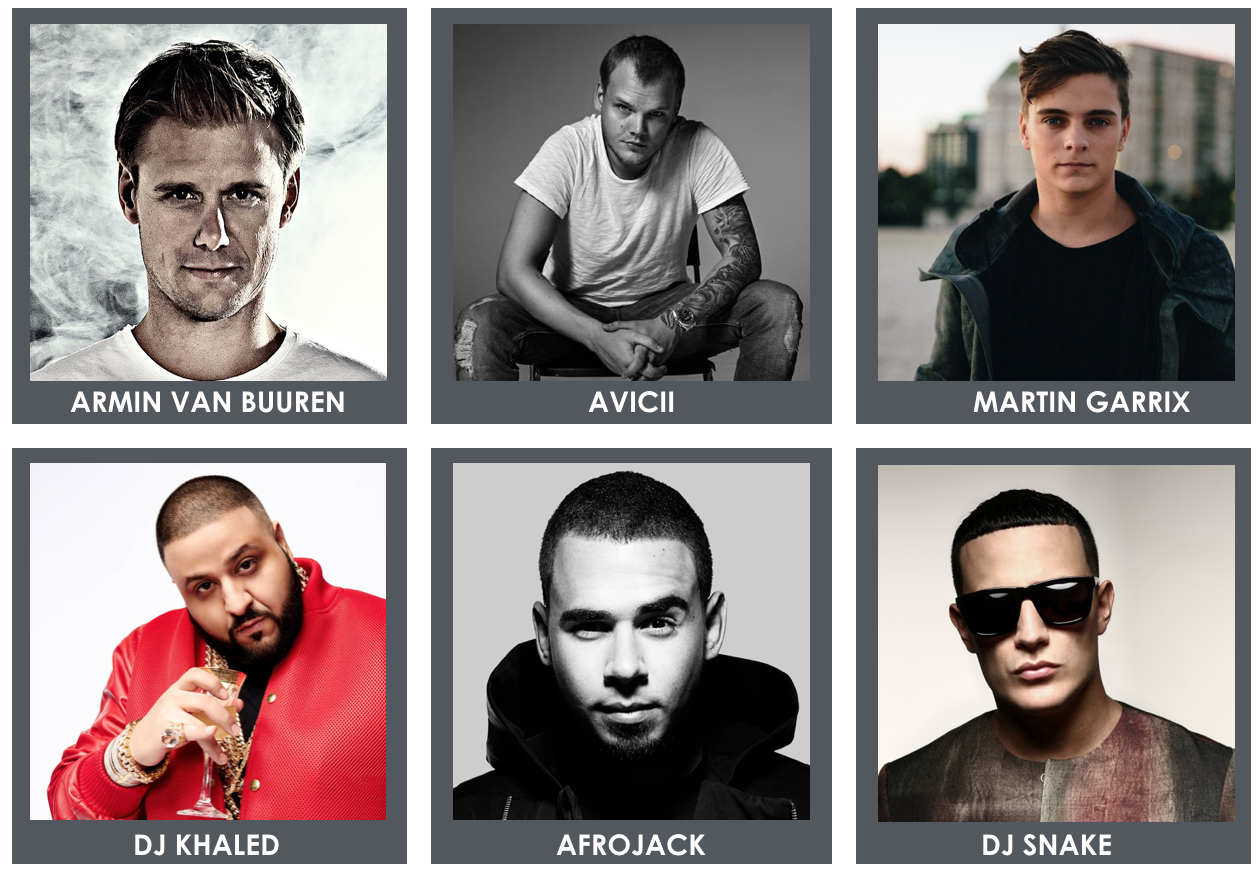 ARMIN VAN BUUREN
AVICII
MARTIN GARRIX
DJ KHALED
AFROJACK
DJ SNAKE